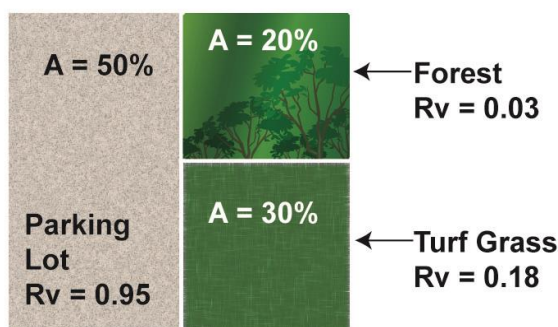 A = 50%
Parking
Lot
Rv = 0.95
A = 20%
Forest
Rv = 0.03
A = 30%
Turf Grass
Rv = 0.18